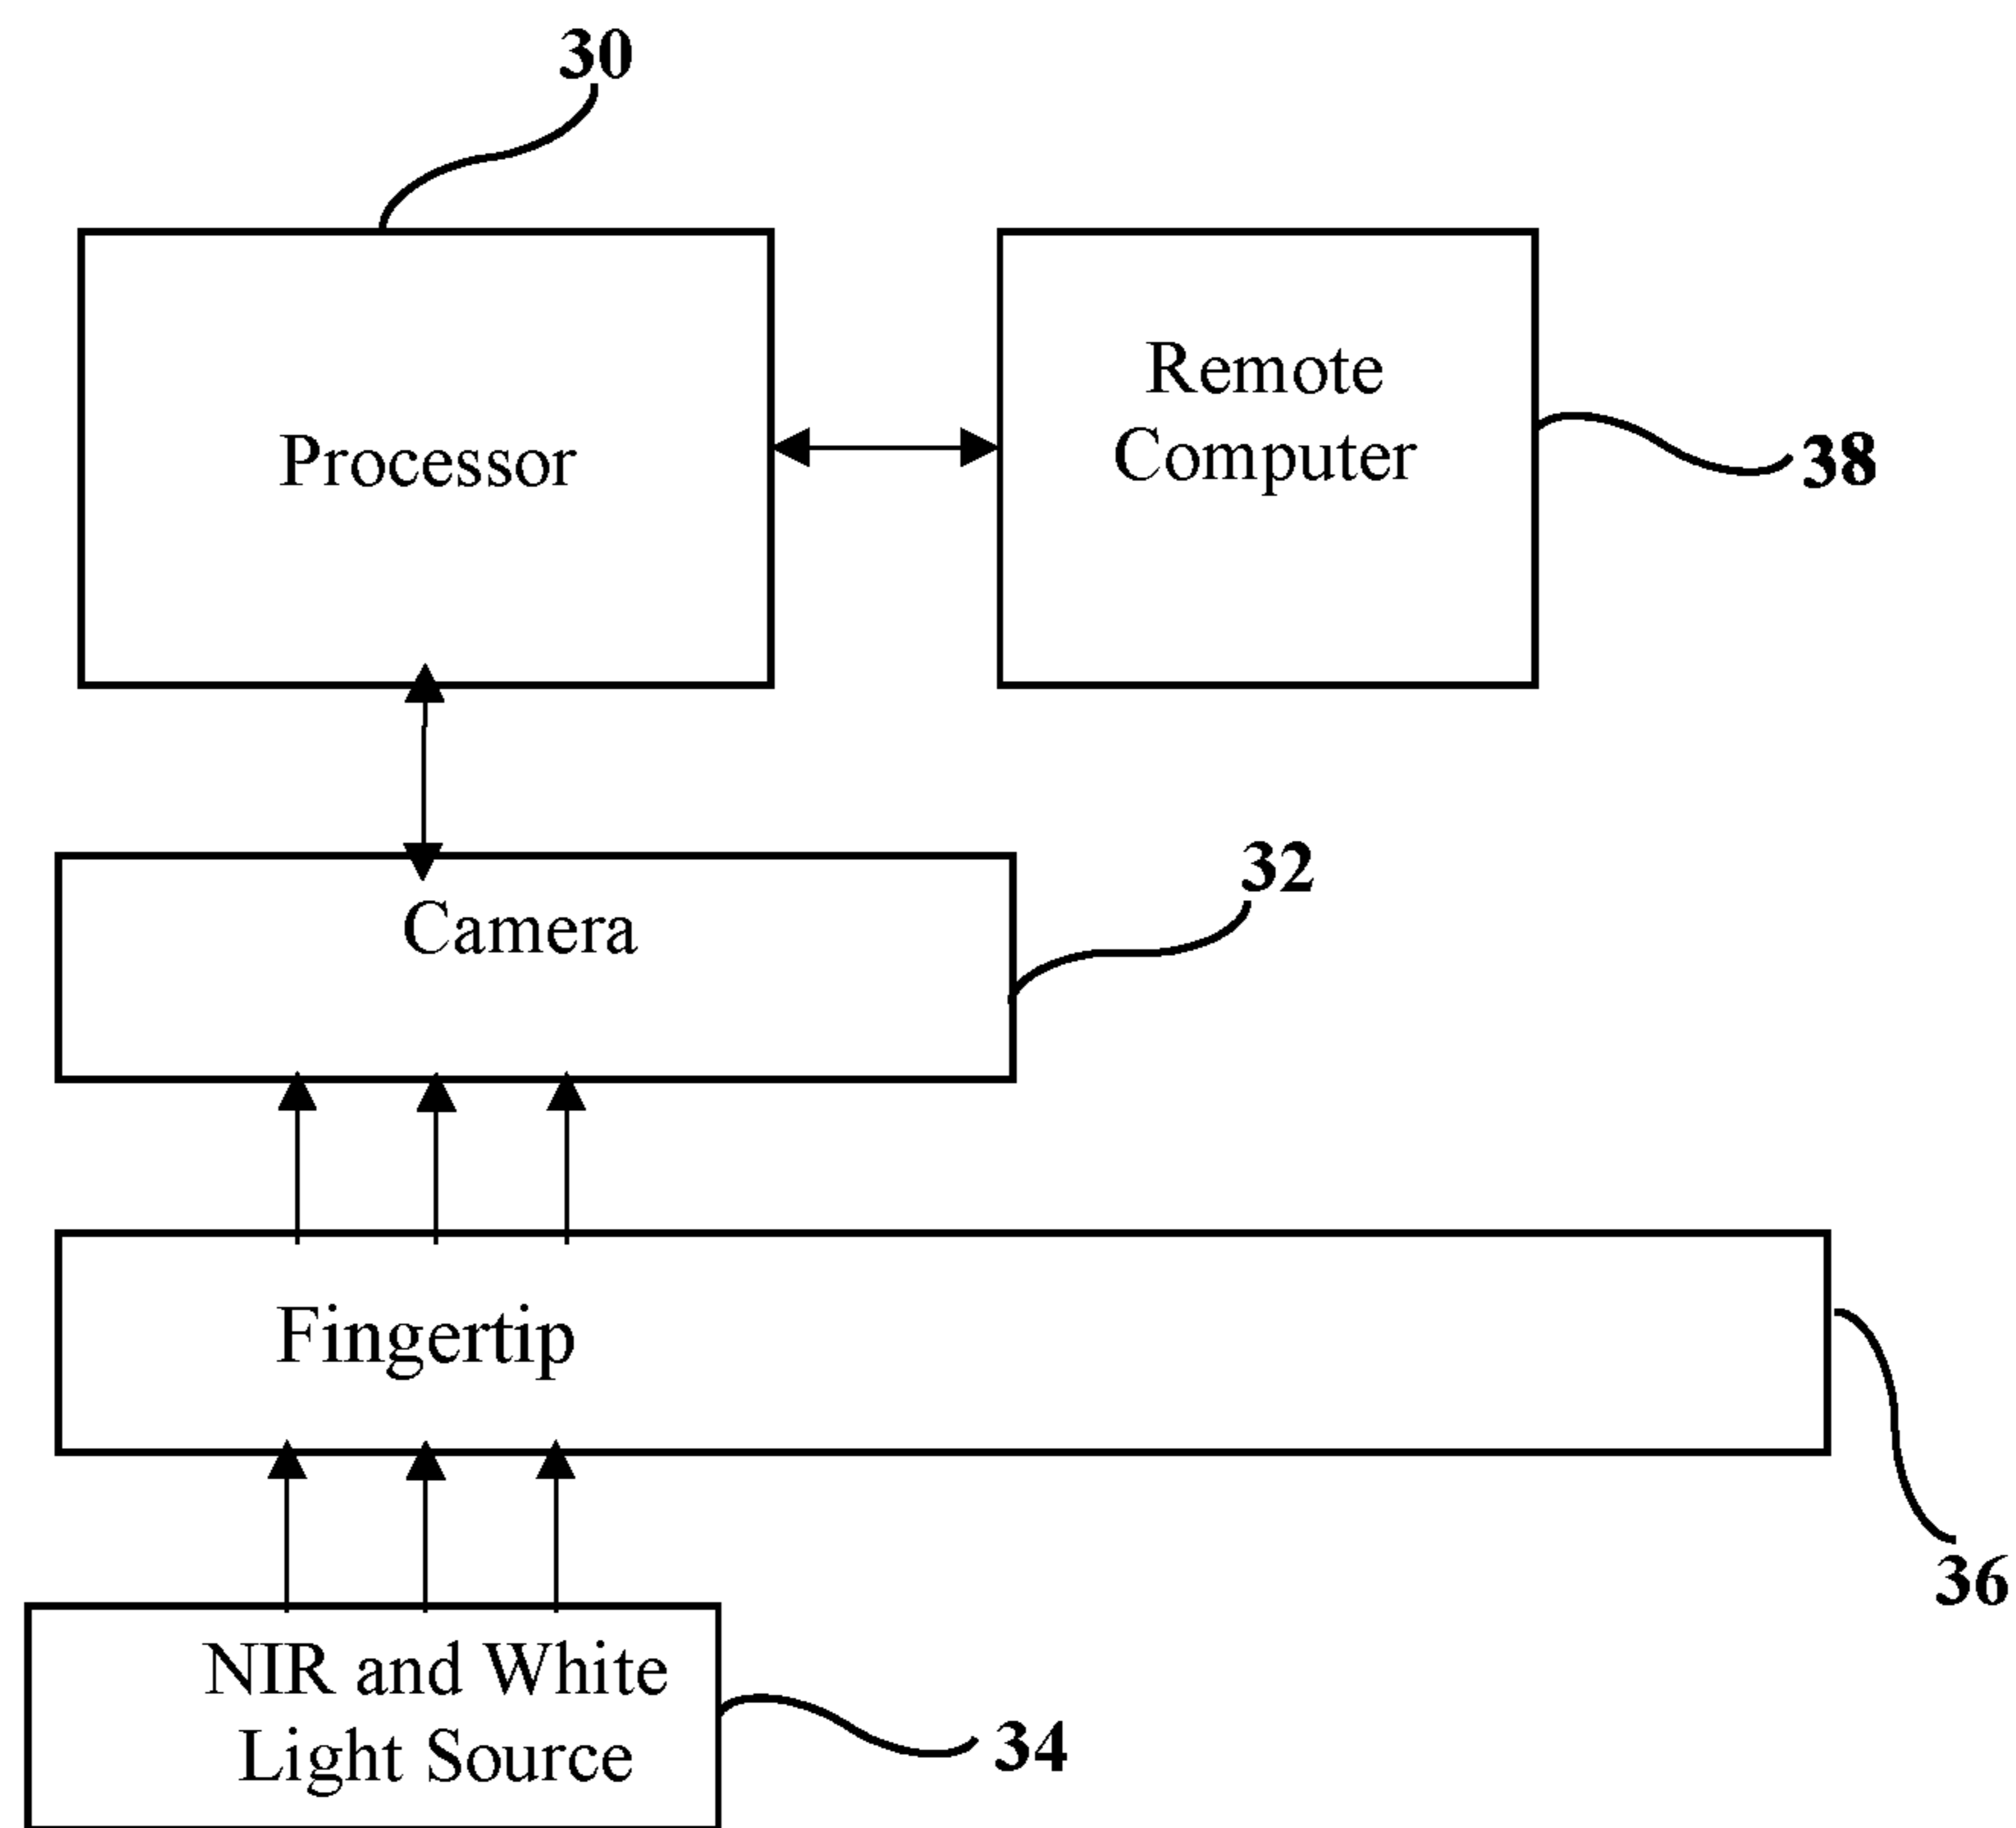 30
Processor
Remote
Computer
38
Camera
32
Fingertip
36
NIR and White
Light Source
34